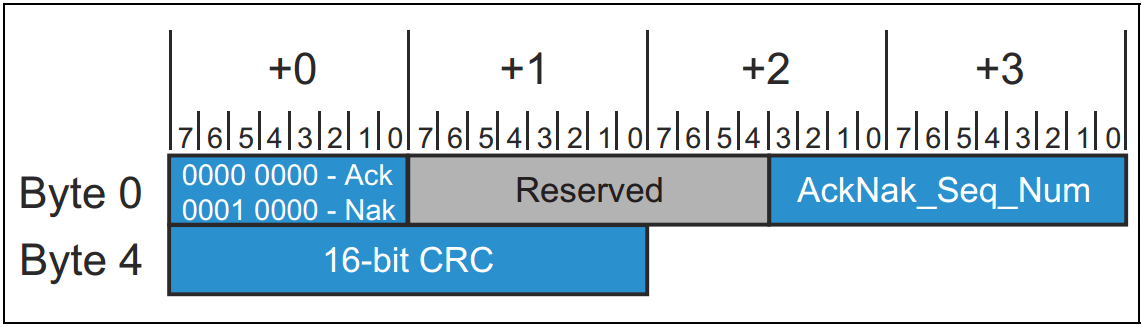 +0 +1 +2 +3
7 6 5 4 3 2 1 0 7 6 5 4 3 2 1 0 7 6 5 4 3 2 1 0 7 6 5 4 3 2 1 0
Byte 0
0000 0000 - Ack
0001 0000 - Nak
Reserved
AckNak_Seq_Num
Byte 4
16-bit CRC